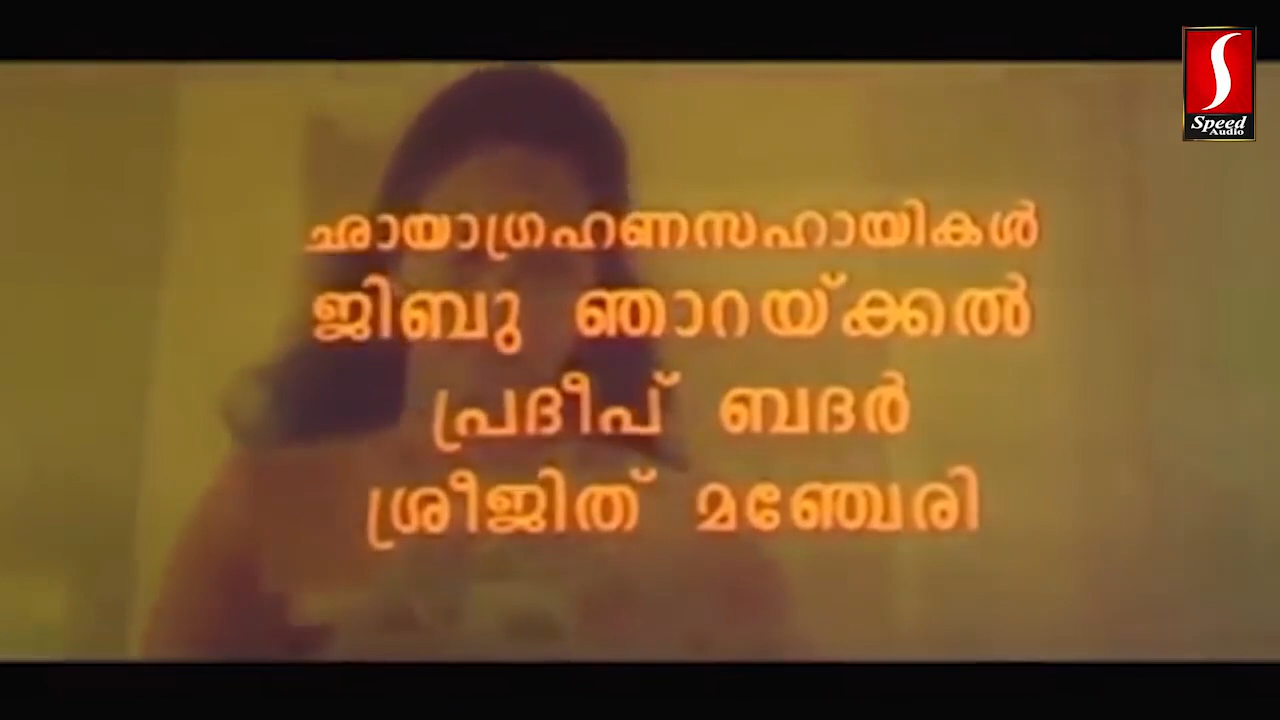 ഛായാഗ്രഹണസഹായികൾ
ജിബു ഞാറയ്ക്കൽ
പ്രദീപ് ബദർ
ശ്രീജിത് മഞ്ചേരി
S
Speed
Audio